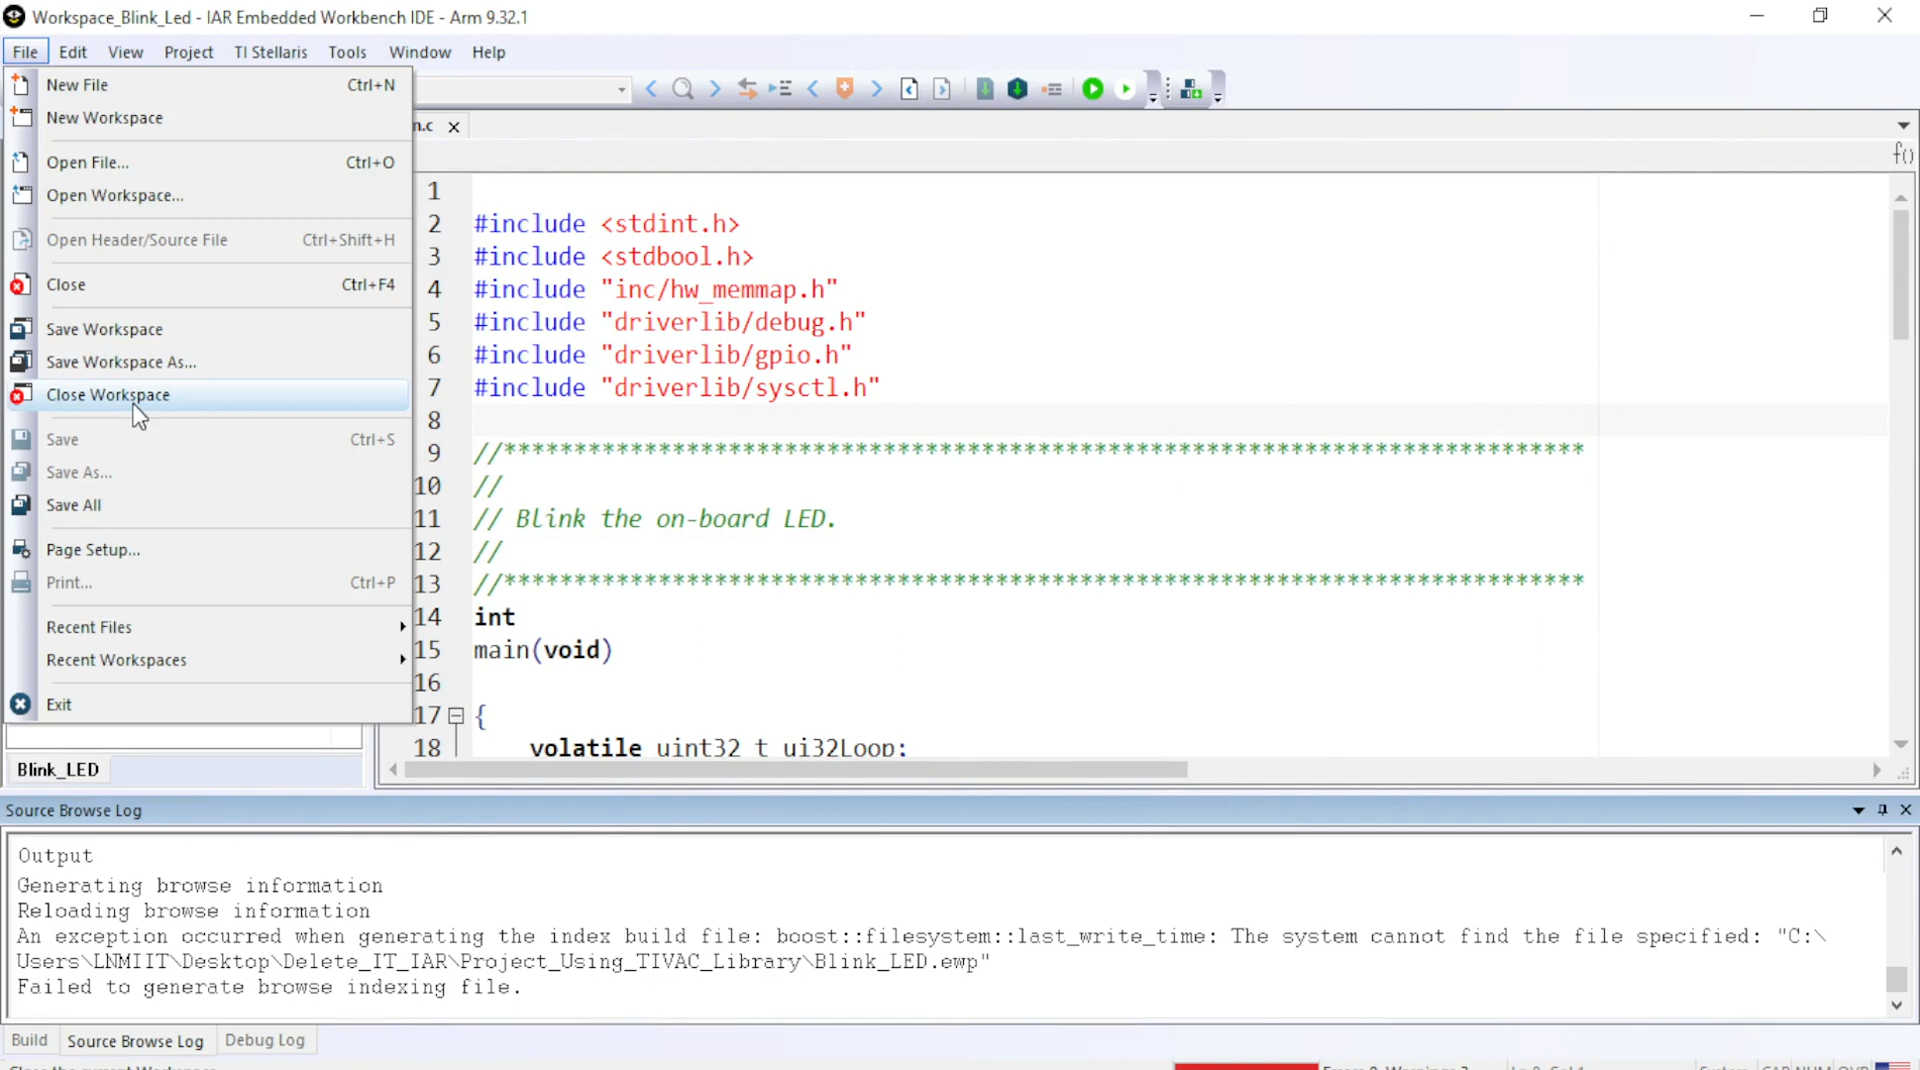 Workspace_Blink_Led - IAR Embedded Workbench IDE - Arm 9.32.1
File Edit View Project TI Stellaris Tools Window Help
New File Ctrl+N
New Workspace
Open File... Ctrl+O
Open Workspace...
Open Header/Source File Ctrl+Shift+H
Close Ctrl+F4
Save Workspace
Save Workspace As...
Close Workspace
Save Ctrl+S
Save As...
Save All
Page Setup...
Print... Ctrl+P
Recent Files
Recent Workspaces
Exit
n.c
f()
1
2 #include <stdint.h>
3 #include <stdbool.h>
4 #include "inc/hw_memmap.h"
5 #include "driverlib/debug.h"
6 #include "driverlib/gpio.h"
7 #include "driverlib/sysctl.h"
8
9 //*****************************************************************************
10 //
11 // Blink the on-board LED.
12 //
13 //*****************************************************************************
14 int
15 main(void)
16
17 {
18 volatile uint32_t ui32Loop;
Blink_LED
Source Browse Log
Output
Generating browse information
Reloading browse information
An exception occurred when generating the index build file: boost::filesystem::last_write_time: The system cannot find the file specified: "C:\
Users\LNMIIT\Desktop\Delete_IT_IAR\Project_Using_TIVAC_Library\Blink_LED.ewp"
Failed to generate browse indexing file.
Build Source Browse Log Debug Log